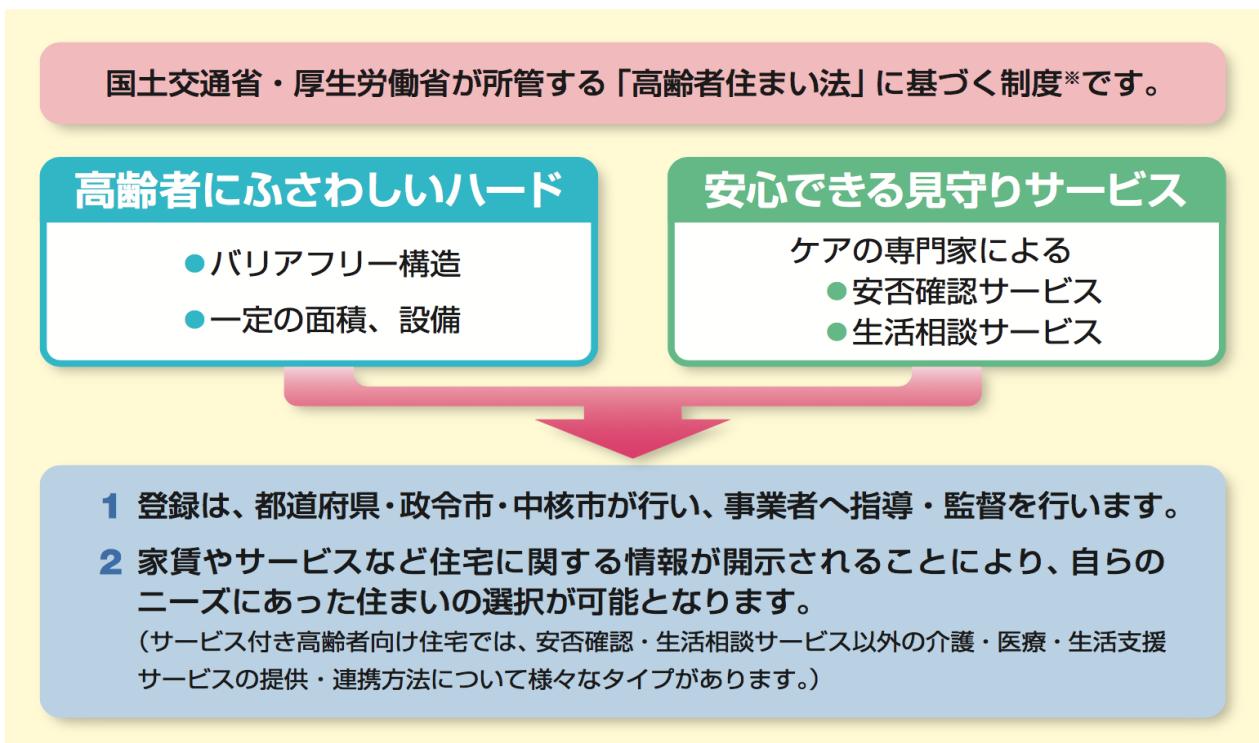 国土交通省・厚生労働省が所管する「高齢者住まい法」に基づく制度※です。
高齢者にふさわしいハード
●バリアフリー構造
●一定の面積、設備
安心できる見守りサービス
ケアの専門家による
●安否確認サービス
●生活相談サービス
1 登録は、都道府県・政令市・中核市が行い、事業者へ指導・監督を行います。
2 家賃やサービスなど住宅に関する情報が開示されることにより、自らの
ニーズにあった住まいの選択が可能となります。
（サービス付き高齢者向け住宅では、安否確認・生活相談サービス以外の介護・医療・生活支援
サービスの提供・連携方法について様々なタイプがあります。）